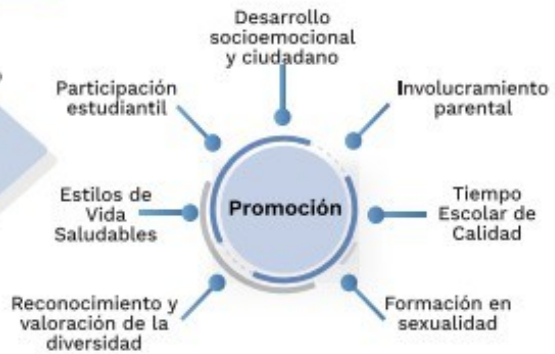 Desarrollo
socioemocional
y ciudadano
Participación
estudiantil
Involucramiento
parental
Estilos de
Vida
Saludables
Promoción
Tiempo
Escolar de
Calidad
Reconocimiento y
valoración de la
diversidad
Formación en
sexualidad